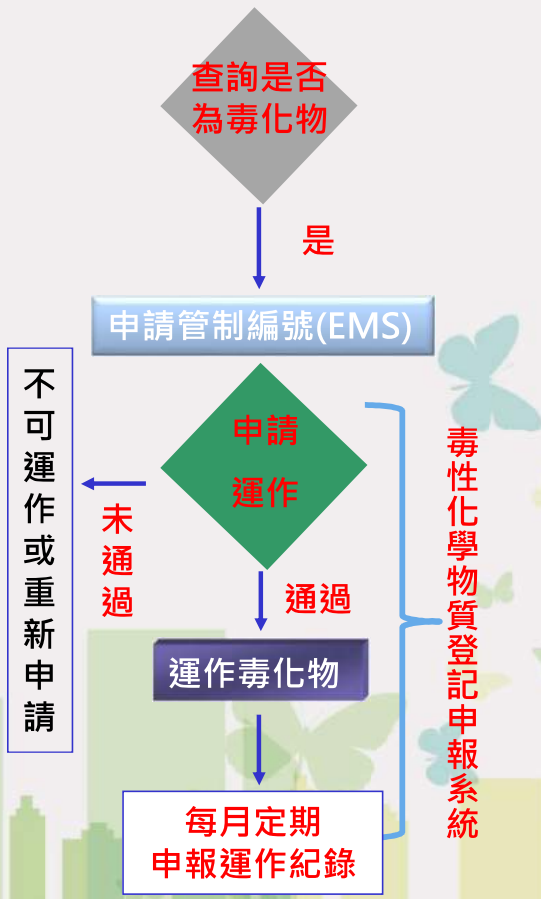 查詢是否
為毒化物
是
申請管制編號(EMS)
申請
運作
未通過
不可運作或重新申請
通過
運作毒化物
每月定期
申報運作紀錄
毒性化學物質登記申報系統